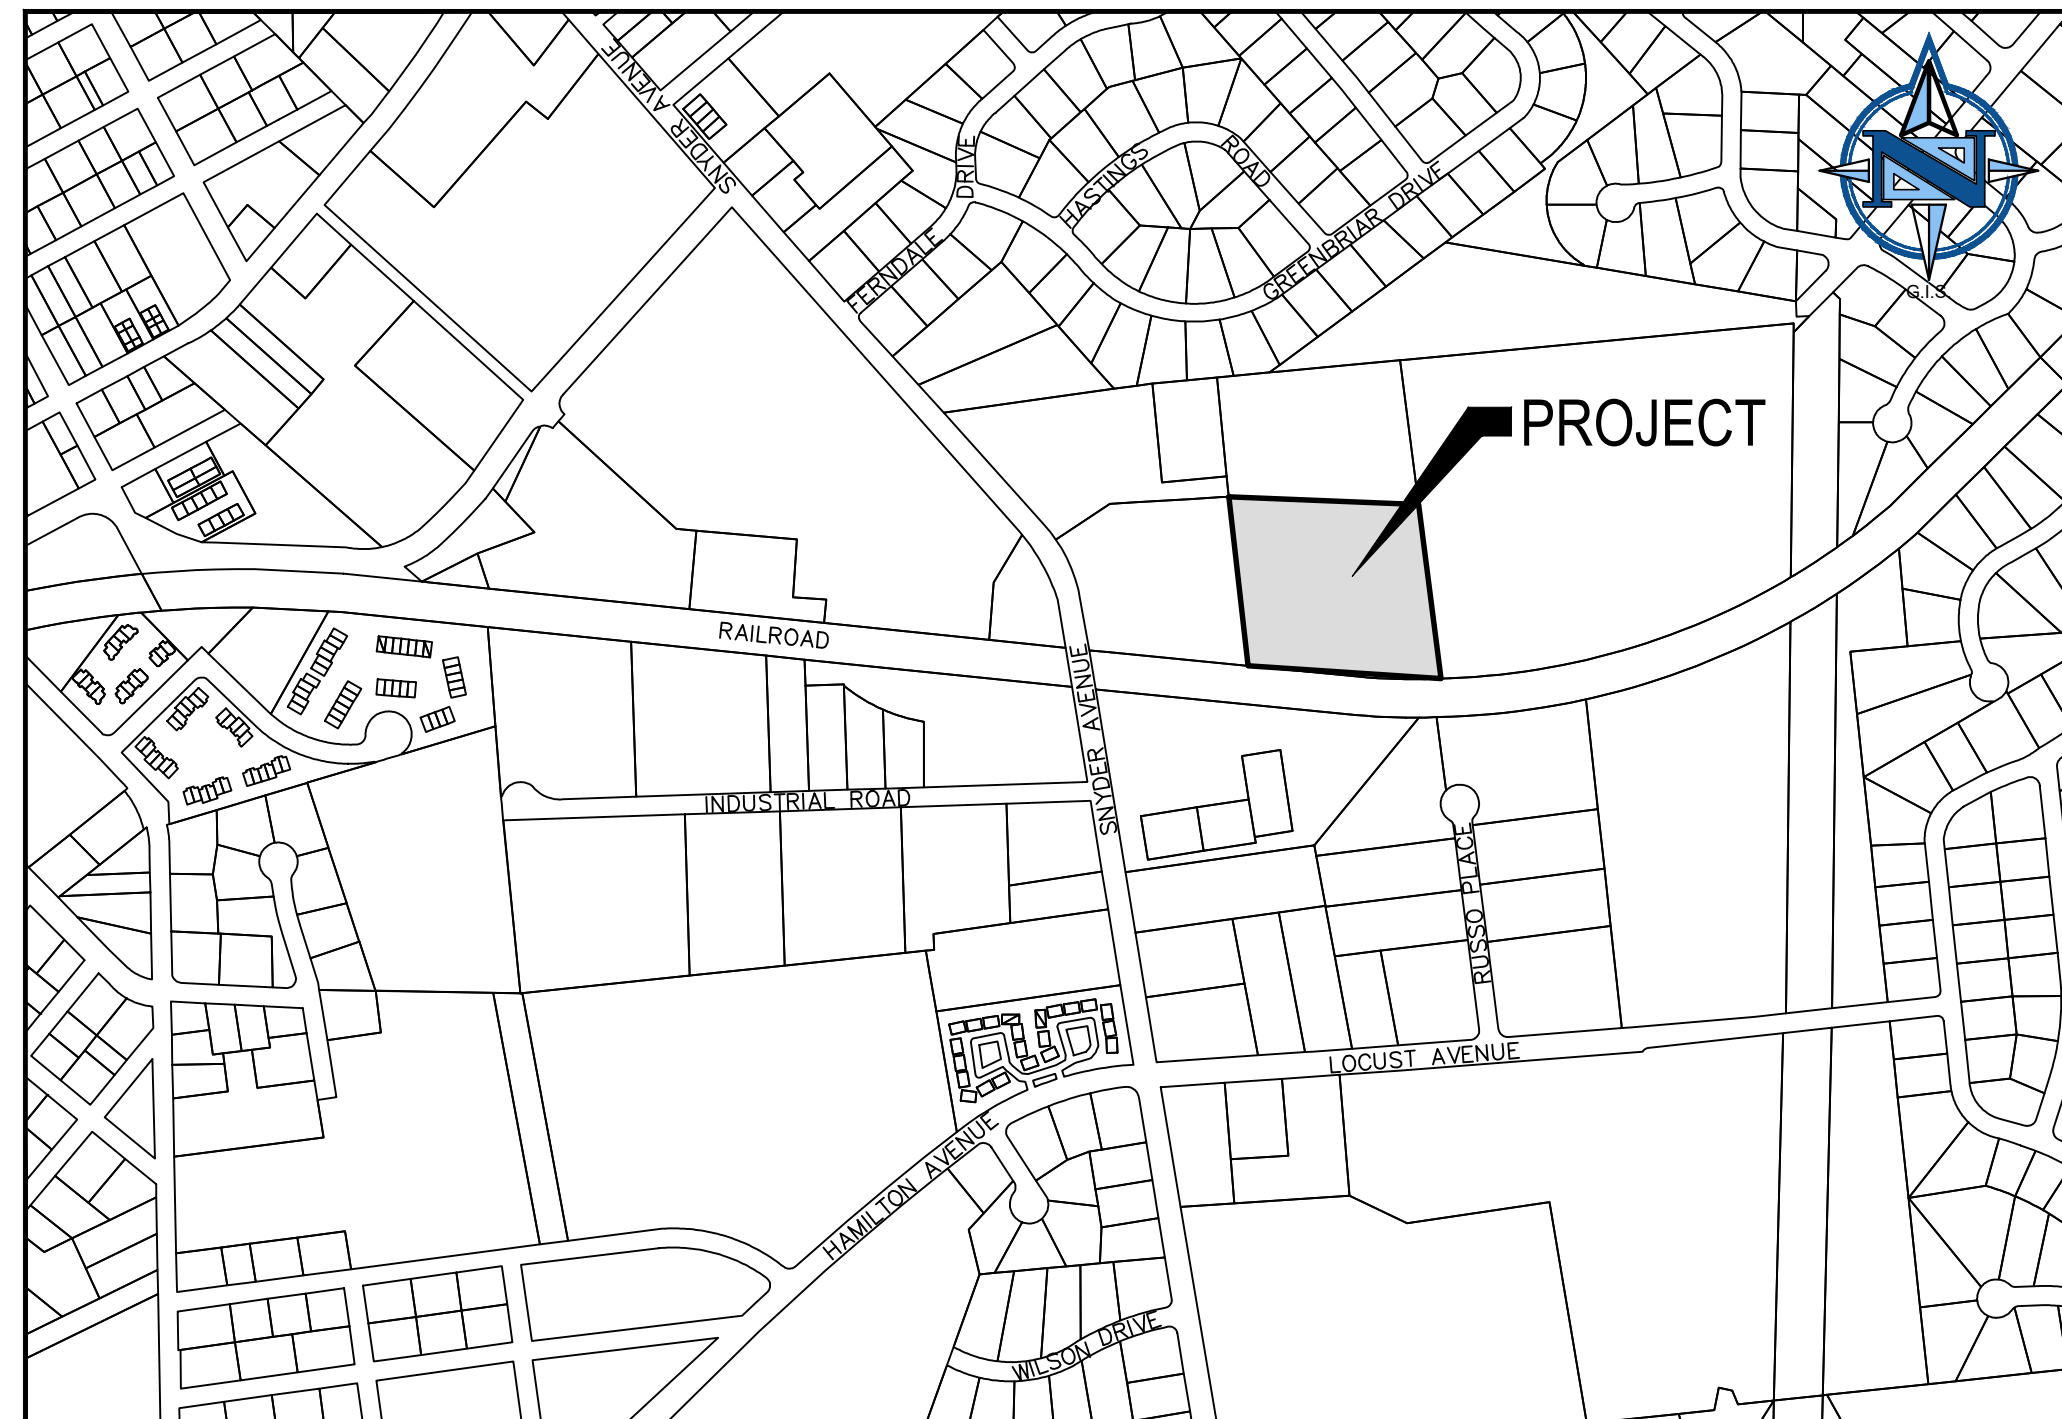 SNYDER AVENUE
FERNDALE DRIVE
HASTINGS ROAD
GREENBRIAR DRIVE
N
G.I.S.
PROJECT
RAILROAD
SNYDER AVENUE
INDUSTRIAL ROAD
RUSSO PLACE
LOCUST AVENUE
HAMILTON AVENUE
WILSON DRIVE